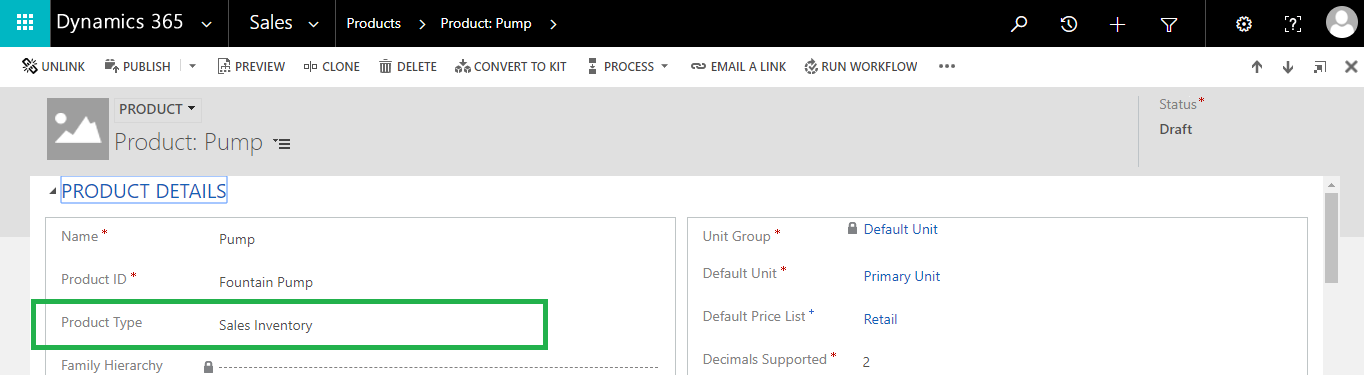 Dynamics 365 Sales Products > Product: Pump >
UNLINK PUBLISH PREVIEW CLONE DELETE CONVERT TO KIT PROCESS EMAIL A LINK RUN WORKFLOW •••
PRODUCT
Product: Pump
Status*
Draft
PRODUCT DETAILS
Name* Pump
Product ID* Fountain Pump
Product Type Sales Inventory
Family Hierarchy
Unit Group* Default Unit
Default Unit* Primary Unit
Default Price List+ Retail
Decimals Supported* 2